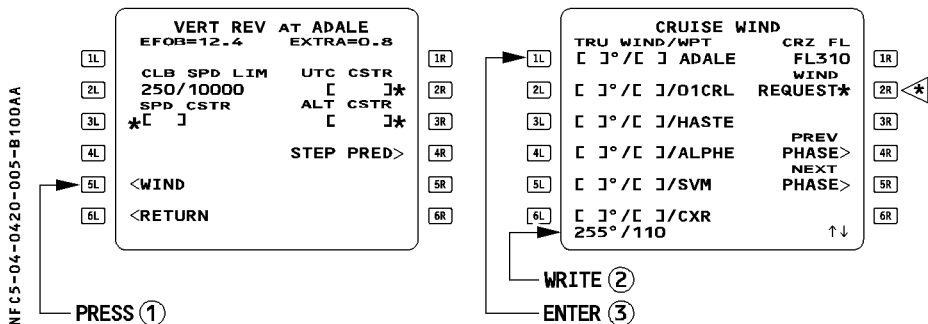 NFC5-04-0420-005-B100AA
VERT REV AT ADALE
EFOB=12.4 EXTRA=0.8
1L 1R
CLB SPD LIM UTC CSTR
2L 250/10000 [ ]* 2R
SPD CSTR ALT CSTR
3L *[ ] [ ]* 3R
4L STEP PRED> 4R
5L <WIND 5R
6L <RETURN 6R
PRESS 1
CRUISE WIND
TRU WIND/WPT CRZ FL
1L [ ]°/[ ] ADALE FL310 1R
WIND
2L [ ]°/[ ]/01CRL REQUEST* 2R *
3L [ ]°/[ ]/HASTE 3R
PREV
4L [ ]°/[ ]/ALPHE PHASE> 4R
NEXT
5L [ ]°/[ ]/SVM PHASE> 5R
6L [ ]°/[ ]/CXR 6R
255°/110 ↑↓
WRITE 2
ENTER 3